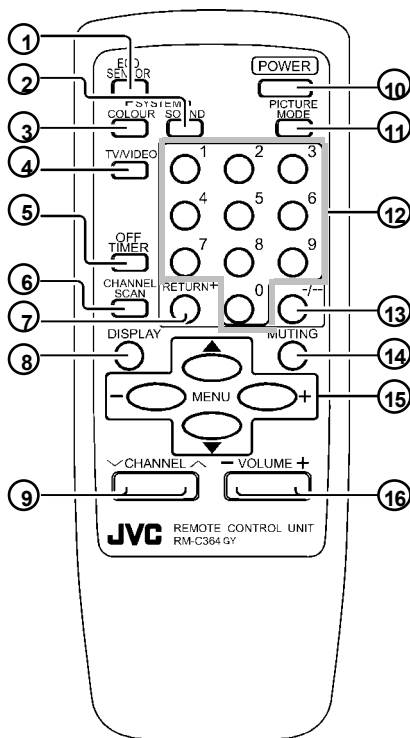 1
ECO
SENSOR
POWER
2
10
SYSTEM
PICTURE
MODE
COLOUR
SOUND
3
11
TV/VIDEO
1
2
3
4
4
5
6
12
5
OFF
TIMER
7
8
9
6
CHANNEL
SCAN
RETURN+
0
-/--
7
13
DISPLAY
MUTING
8
14
▲
- MENU +
15
▼
CHANNEL
- VOLUME +
9
16
JVC REMOTE CONTROL UNIT
RM-C364 GY